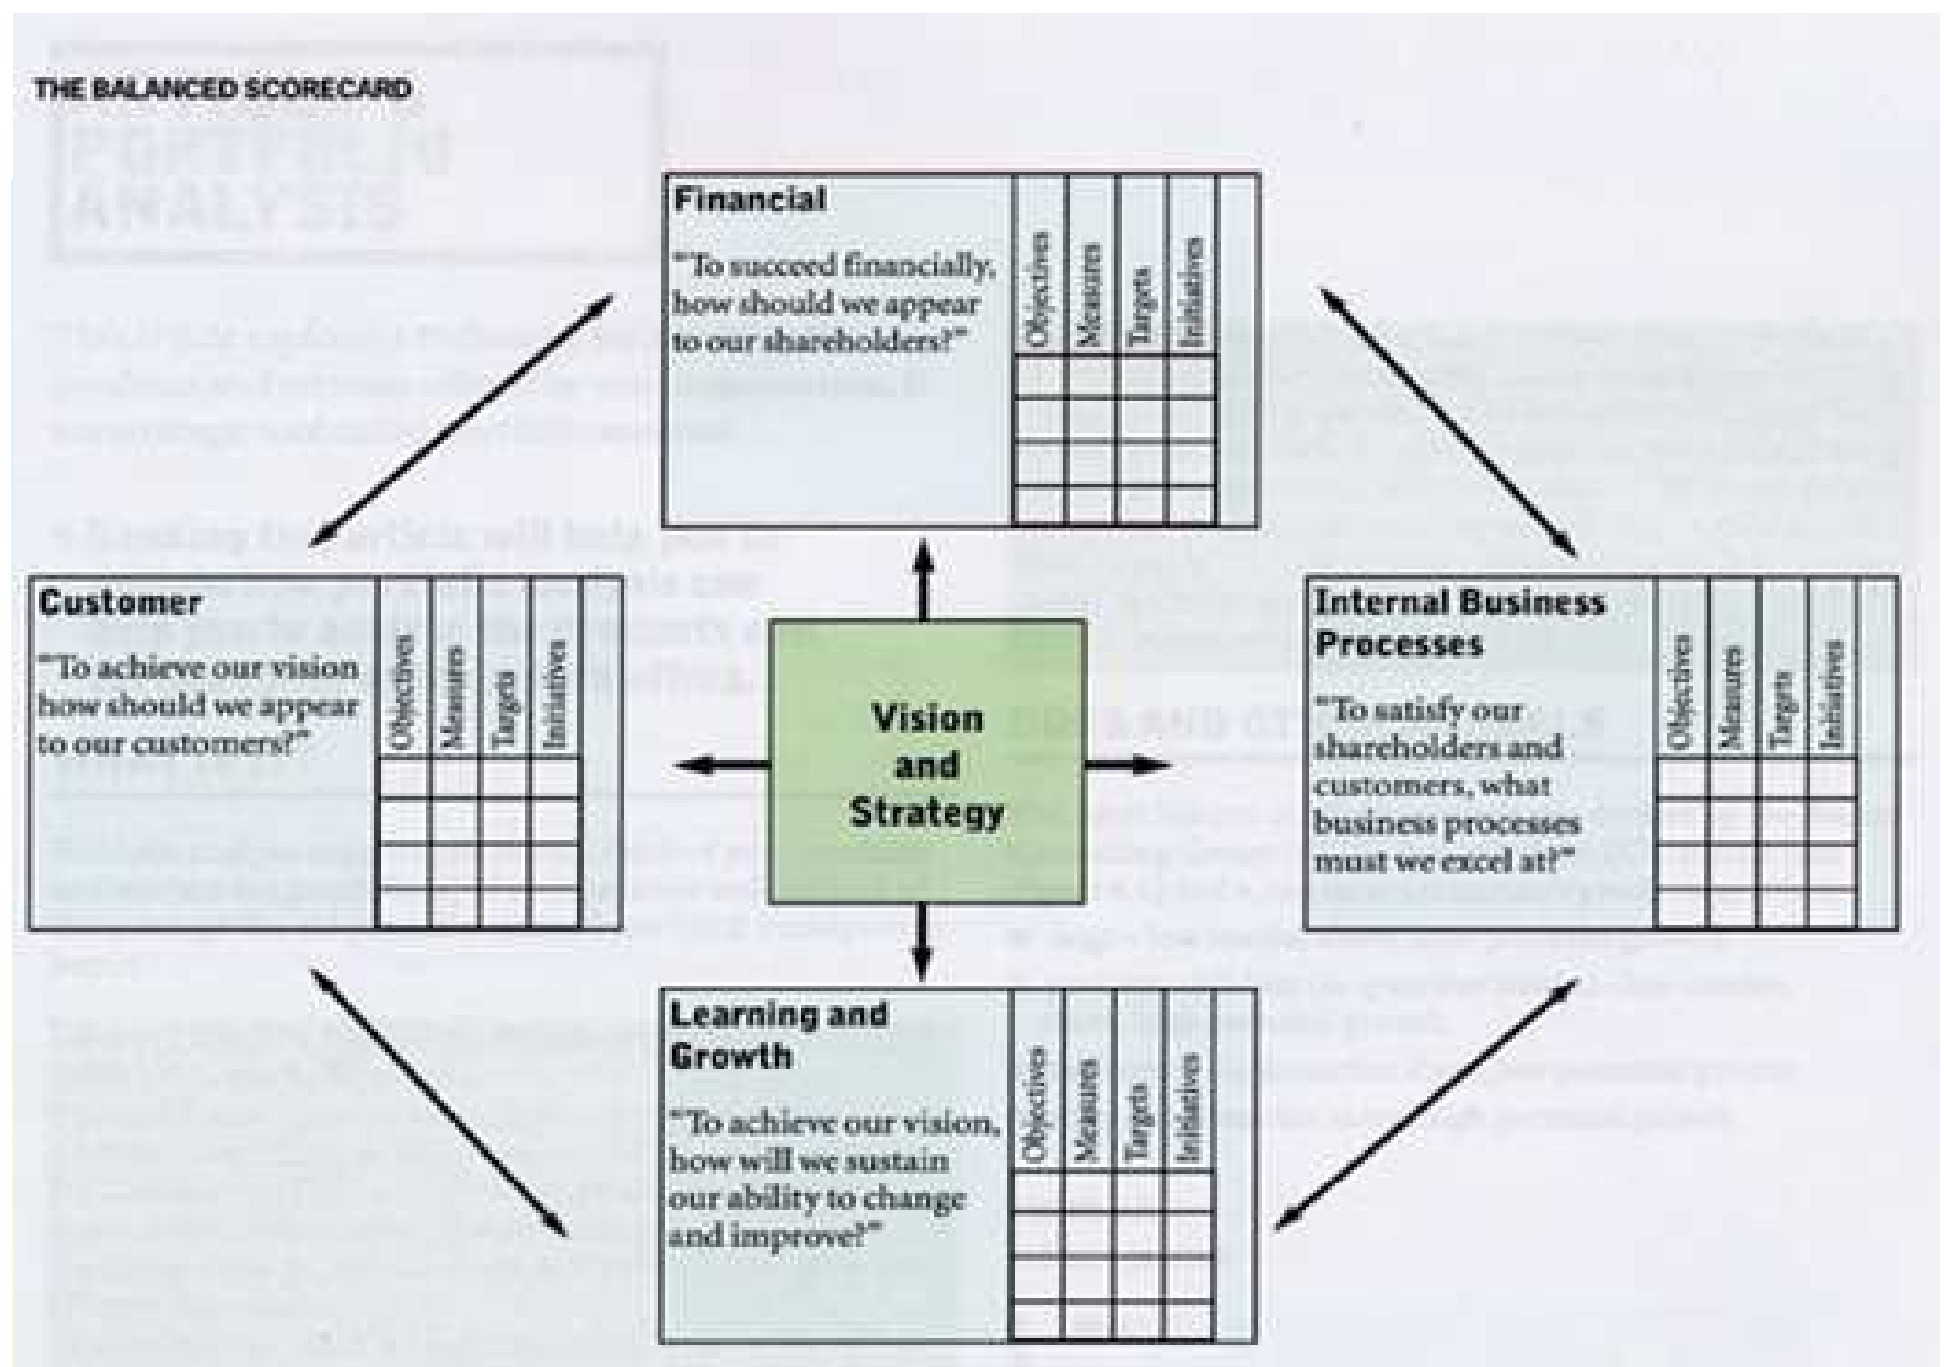 THE BALANCED SCORECARD
PORTFOLIO
ANALYSIS
Financial
"To succeed financially,
how should we appear
to our shareholders?"
Objectives
Measures
Targets
Initiatives
Customer
"To achieve our vision
how should we appear
to our customers?"
Objectives
Measures
Targets
Initiatives
Vision
and
Strategy
Internal Business
Processes
"To satisfy our
shareholders and
customers, what
business processes
must we excel at?"
Objectives
Measures
Targets
Initiatives
Learning and
Growth
"To achieve our vision,
how will we sustain
our ability to change
and improve?"
Objectives
Measures
Targets
Initiatives